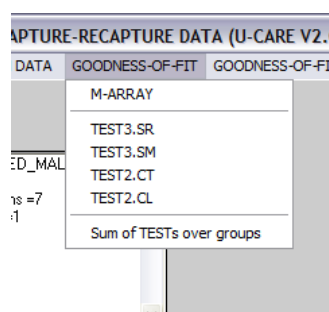 APTURE-RECAPTURE DATA (U-CARE V2.
DATA GOODNESS-OF-FIT GOODNESS-OF-FI
M-ARRAY
TEST3.SR
ED_MAL TEST3.SM
TEST2.CT
ns =7 TEST2.CL
=1
Sum of TESTs over groups